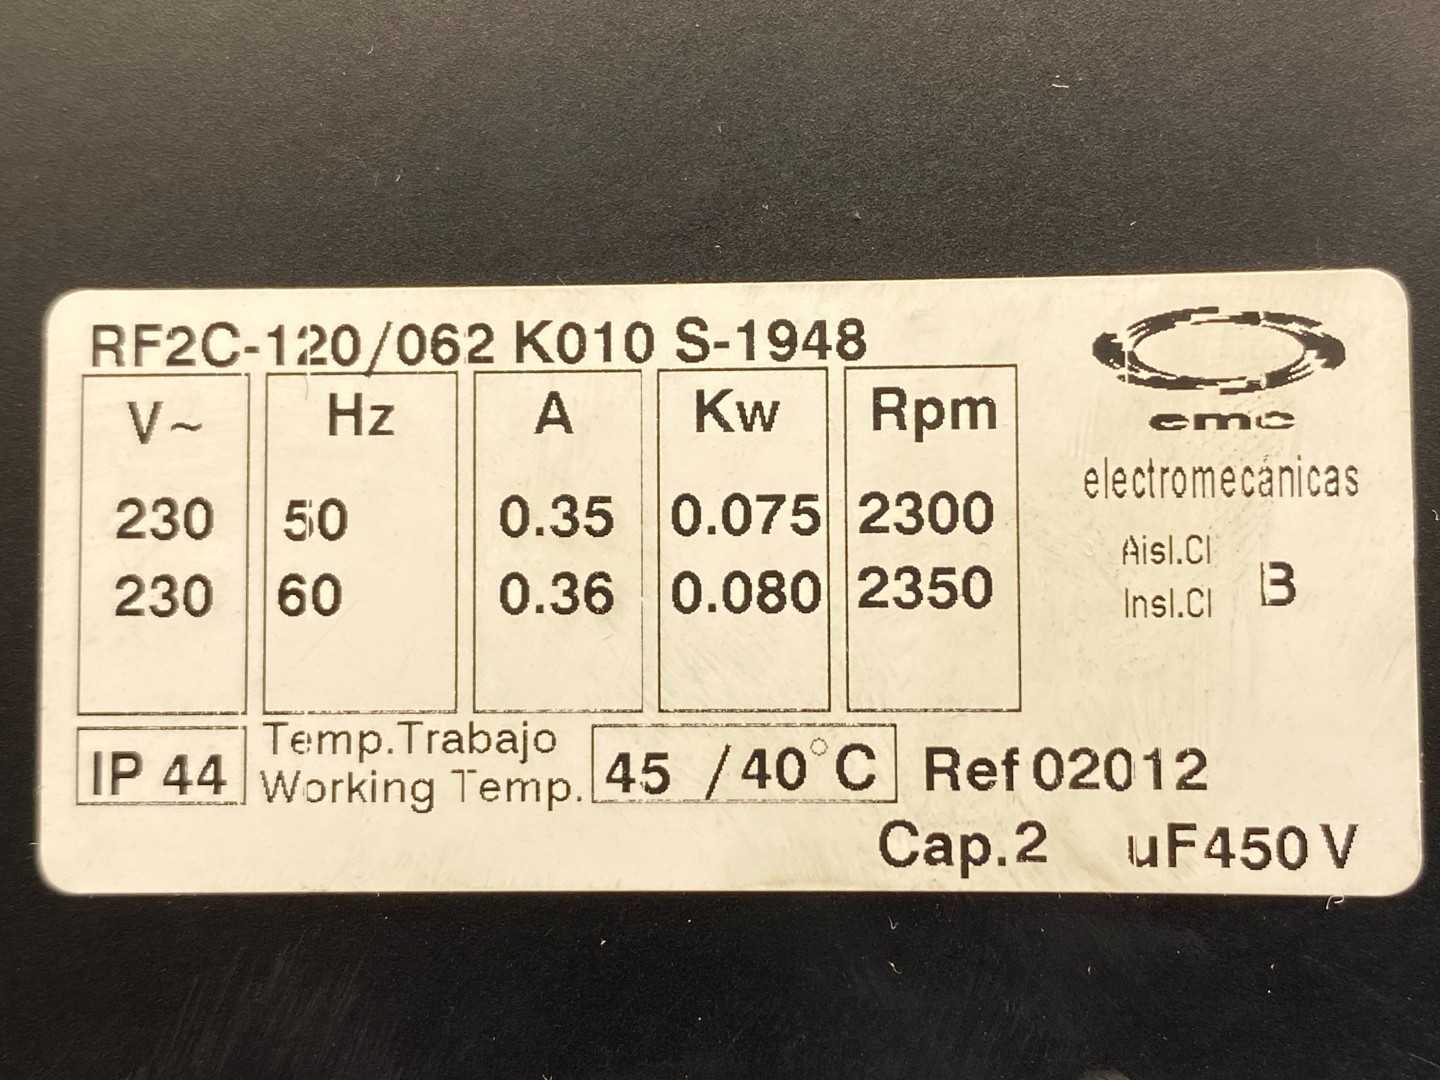 RF2C-120/062 K010 S-1948
V~ Hz A Kw Rpm
230 50 0.35 0.075 2300
230 60 0.36 0.080 2350
emc
electromecánicas
Aisl.Cl
Insl.Cl B
IP 44 Temp.Trabajo
Working Temp. 45 /40°C Ref 02012
Cap.2 uF450V